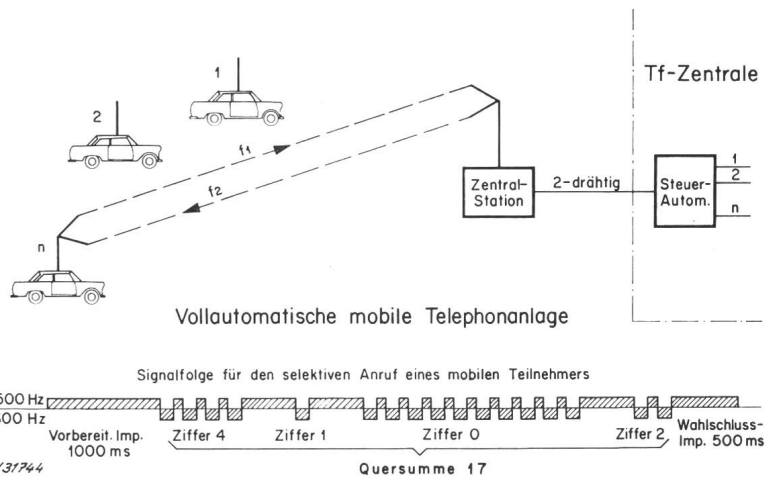 1
Tf-Zentrale
2
f1
f2
Zentral-
Station
2-drähtig
Steuer-
Autom.
1
2
n
n
Vollautomatische mobile Telephonanlage
Signalfolge für den selektiven Anruf eines mobilen Teilnehmers
Hz
Hz
Vorbereit. Imp.
1000 ms
Ziffer 4
Ziffer 1
Ziffer 0
Ziffer 2
Wahlschluss-
Imp. 500 ms
31744
Quersumme 17